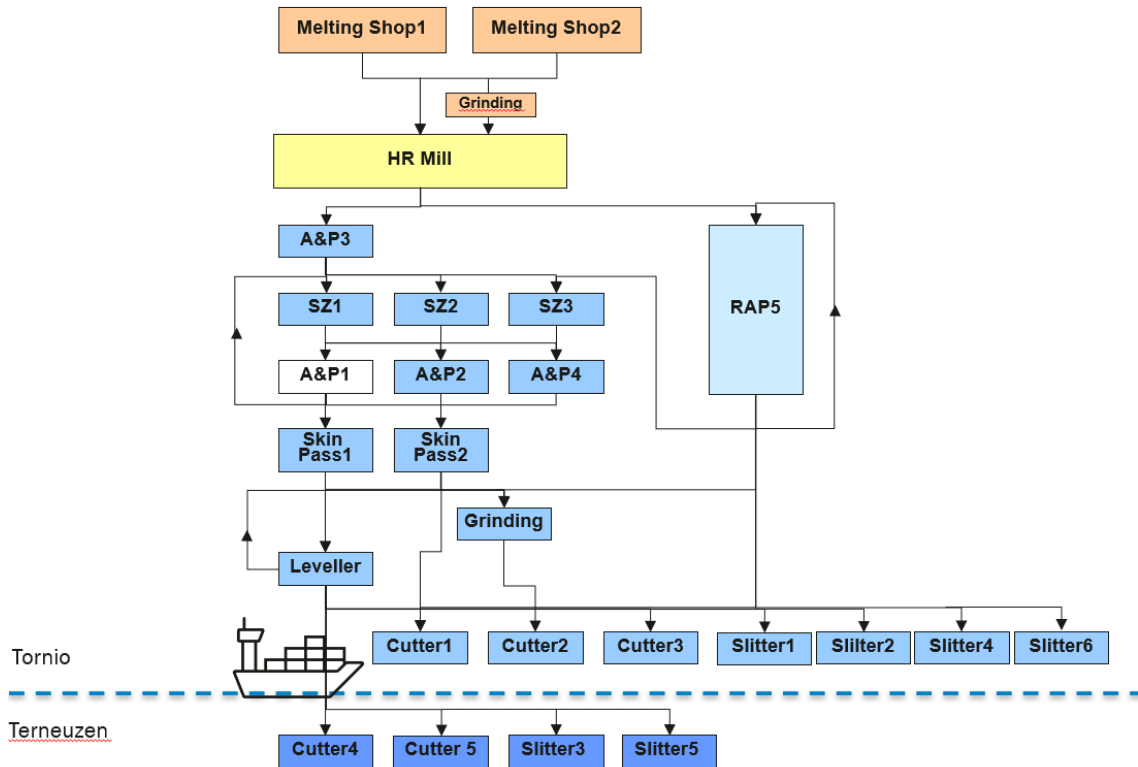 Melting Shop1
Melting Shop2
Grinding
HR Mill
A&P3
SZ1
SZ2
SZ3
RAP5
A&P1
A&P2
A&P4
Skin
Pass1
Skin
Pass2
Grinding
Leveller
Cutter1
Cutter2
Cutter3
Slitter1
Slilter2
Slitter4
Slitter6
Tornio
Terneuzen
Cutter4
Cutter 5
Slitter3
Slitter5